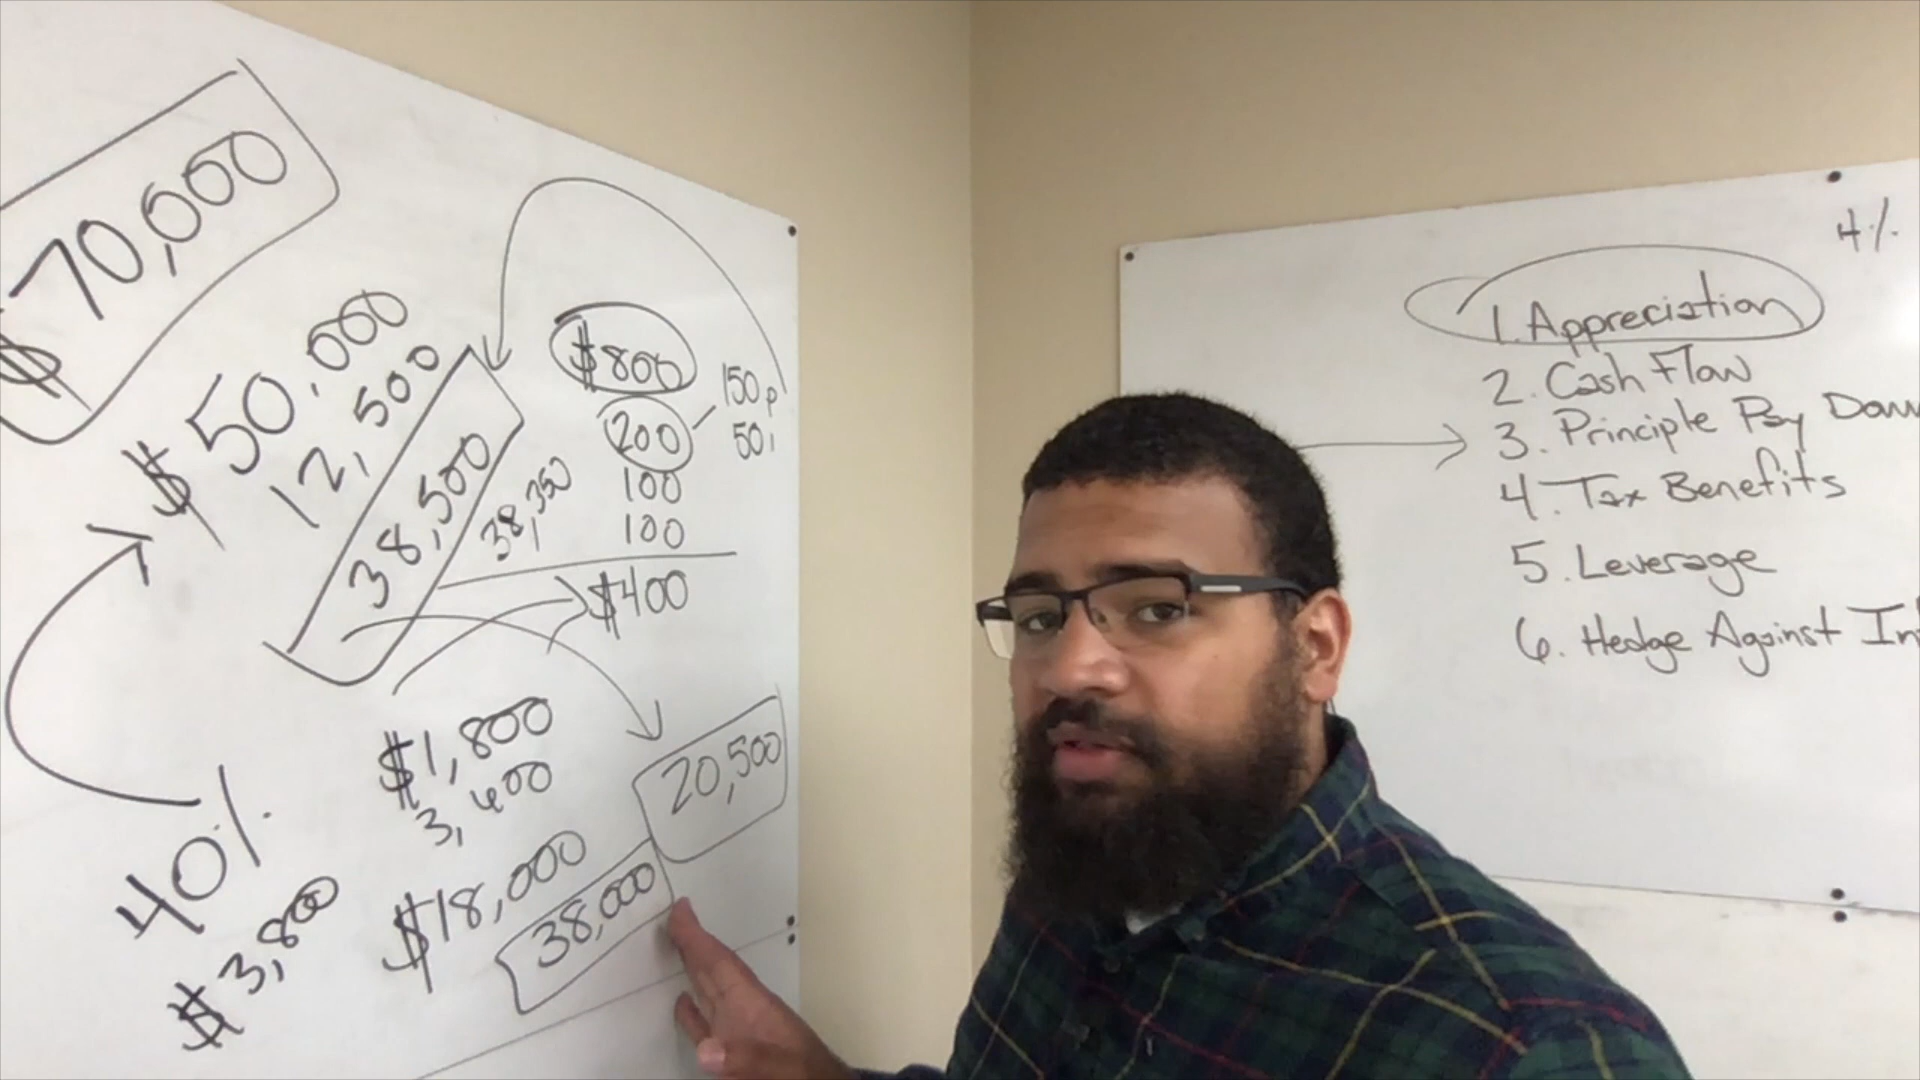 $70,000
$50,000
12,500
38,500
38,350
$800
200
150 p
50 i
100
100
$400
$1,800
3,400
$18,000
38,000
20,500
40%
$3,800
4%
1. Appreciation
2. Cash Flow
3. Principle Pay Down
4. Tax Benefits
5. Leverage
6. Hedge Against In